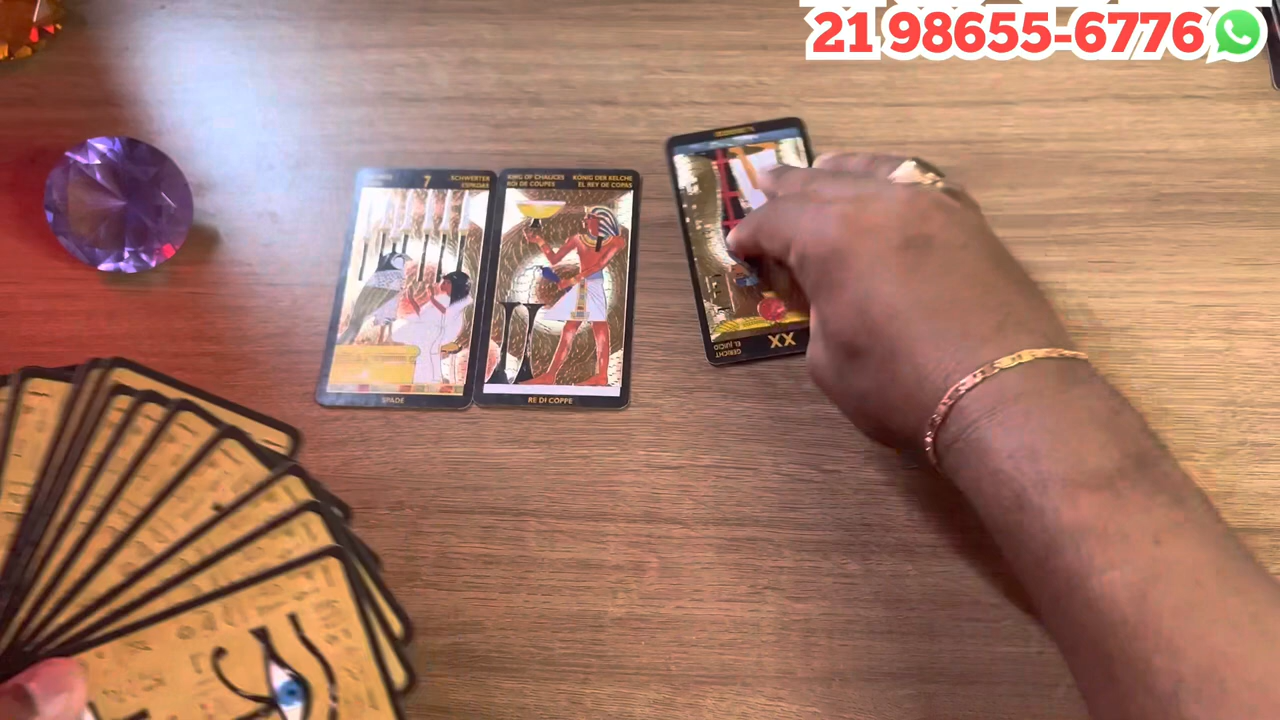 21 98655-6776
7
SCHWERTER
ESPADAS
SPADE
KING OF CHALICES
ROI DE COUPES
KÖNIG DER KELCHE
EL REY DE COPAS
RE DI COPPE
XX
GERICHT
EL JUICIO